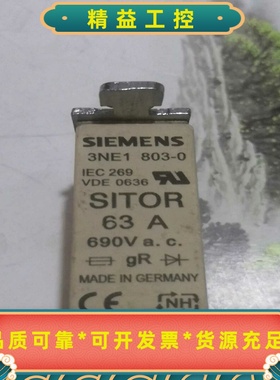 精益工控
SIEMENS
3NE1 803-0
IEC 269
VDE 0636
SITOR
63 A
690V a.c.
gR
MADE IN GERMANY
CE NH
品质可靠*可开票*货源充足